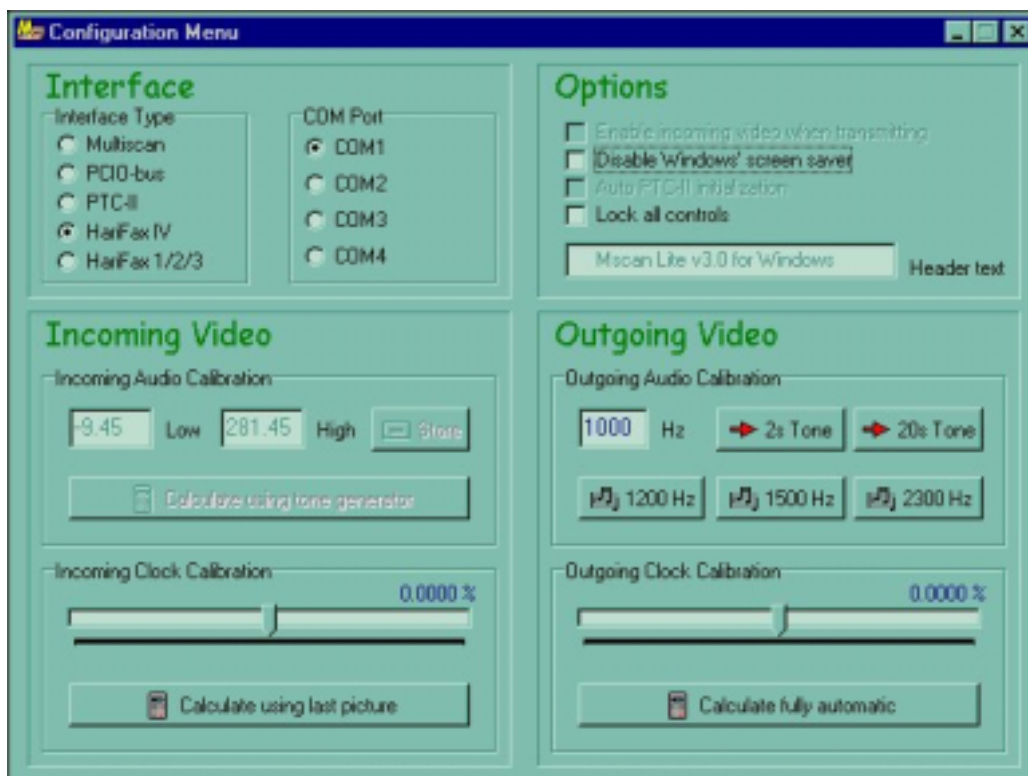 Configuration Menu
Interface
Interface Type
Multiscan
PCIO-bus
PTC-II
HariFax IV
HariFax 1/2/3
COM Port
COM1
COM2
COM3
COM4
Options
Enable incoming video when transmitting
Disable Windows' screen saver
Auto PTC-II initialization
Lock all controls
Mscan Lite v3.0 for Windows
Header text
Incoming Video
Incoming Audio Calibration
-9.45 Low 281.45 High Store
Calculate using tone generator
Incoming Clock Calibration
0.0000 %
Calculate using last picture
Outgoing Video
Outgoing Audio Calibration
1000 Hz 2s Tone 20s Tone
1200 Hz 1500 Hz 2300 Hz
Outgoing Clock Calibration
0.0000 %
Calculate fully automatic